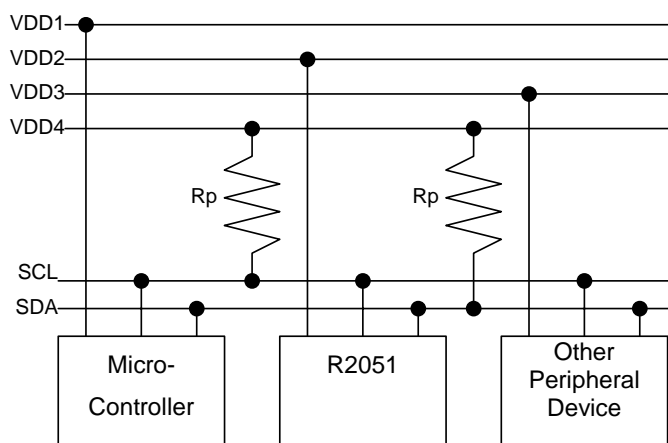 VDD1
VDD2
VDD3
VDD4
Rp
Rp
SCL
SDA
Micro-
Controller
R2051
Other
Peripheral
Device